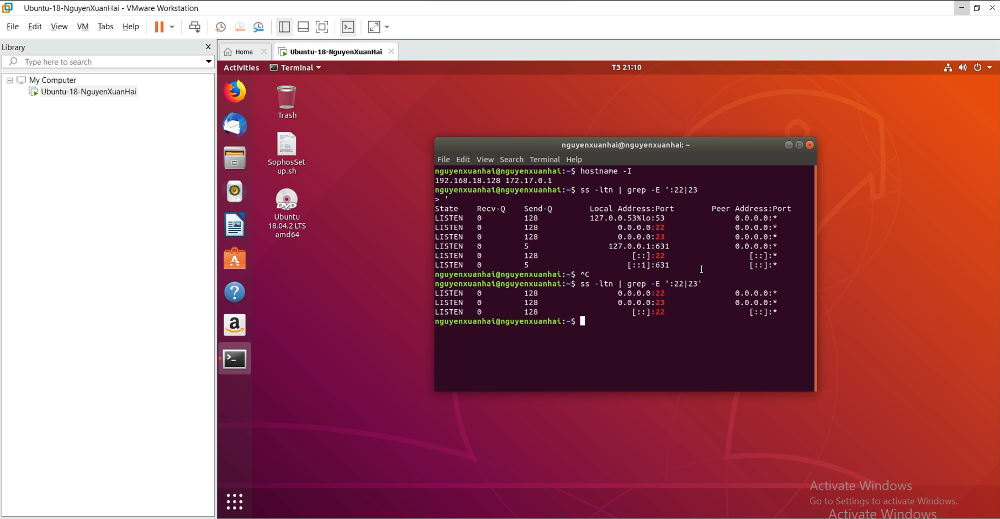 Ubuntu-18-NguyenXuanHai - VMware Workstation
File Edit View VM Tabs Help
Library
Type here to search
My Computer
Ubuntu-18-NguyenXuanHai
Home
Ubuntu-18-NguyenXuanHai
Activities Terminal T3 21:10
Trash
SophosSet
up.sh
Ubuntu
18.04.2 LTS
amd64
nguyenxuanhai@nguyenxuanhai: ~
File Edit View Search Terminal Help
nguyenxuanhai@nguyenxuanhai:~$ hostname -I
192.168.18.128 172.17.0.1
nguyenxuanhai@nguyenxuanhai:~$ ss -ltn | grep -E ':22|23
> '
State Recv-Q Send-Q Local Address:Port Peer Address:Port
LISTEN 0 128 127.0.0.53%lo:53 0.0.0.0:*
LISTEN 0 128 0.0.0.0:22 0.0.0.0:*
LISTEN 0 128 0.0.0.0:23 0.0.0.0:*
LISTEN 0 5 127.0.0.1:631 0.0.0.0:*
LISTEN 0 128 [::]:22 [::]:*
LISTEN 0 5 [::1]:631 [::]:*
nguyenxuanhai@nguyenxuanhai:~$ ^C
nguyenxuanhai@nguyenxuanhai:~$ ss -ltn | grep -E ':22|23'
LISTEN 0 128 0.0.0.0:22 0.0.0.0:*
LISTEN 0 128 0.0.0.0:23 0.0.0.0:*
LISTEN 0 128 [::]:22 [::]:*
nguyenxuanhai@nguyenxuanhai:~$
Activate Windows
Go to Settings to activate Windows.
Activate Windows